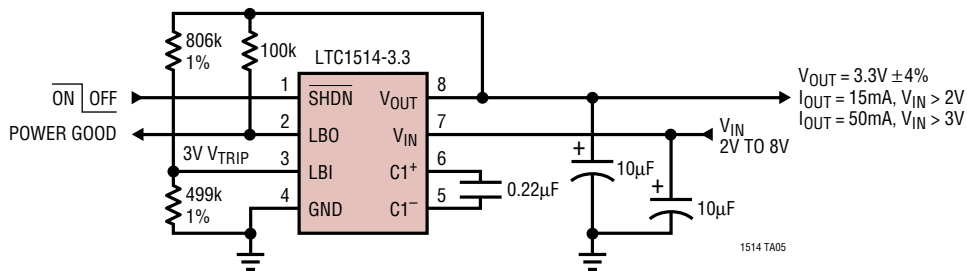 806k
1%
100k
LTC1514-3.3
ON OFF
1
SHDN
VOUT
8
VOUT = 3.3V ±4%
IOUT = 15mA, VIN > 2V
IOUT = 50mA, VIN > 3V
POWER GOOD
2
LBO
VIN
7
VIN
2V TO 8V
3V VTRIP
3
LBI
C1+
6
499k
1%
4
GND
C1–
5
0.22µF
+
10µF
+
10µF
1514 TA05